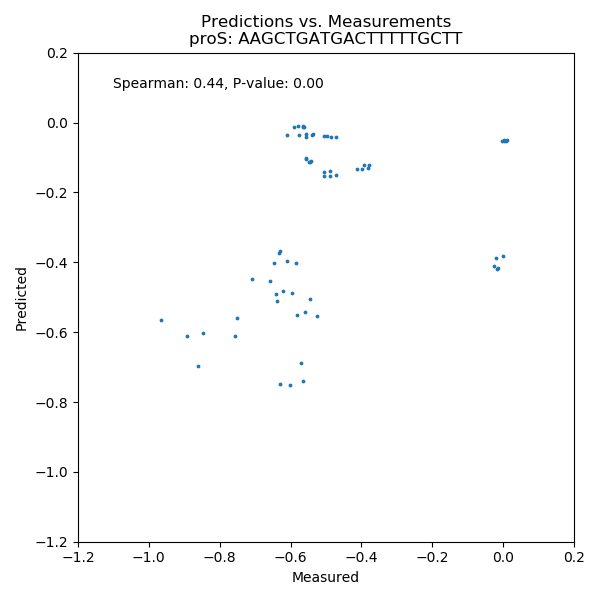 Predictions vs. Measurements
proS: AAGCTGATGACTTTTTGCTT
Spearman: 0.44, P-value: 0.00
0.2
0.0
−0.2
−0.4
−0.6
−0.8
−1.0
−1.2
Predicted
−1.2 −1.0 −0.8 −0.6 −0.4 −0.2 0.0 0.2
Measured